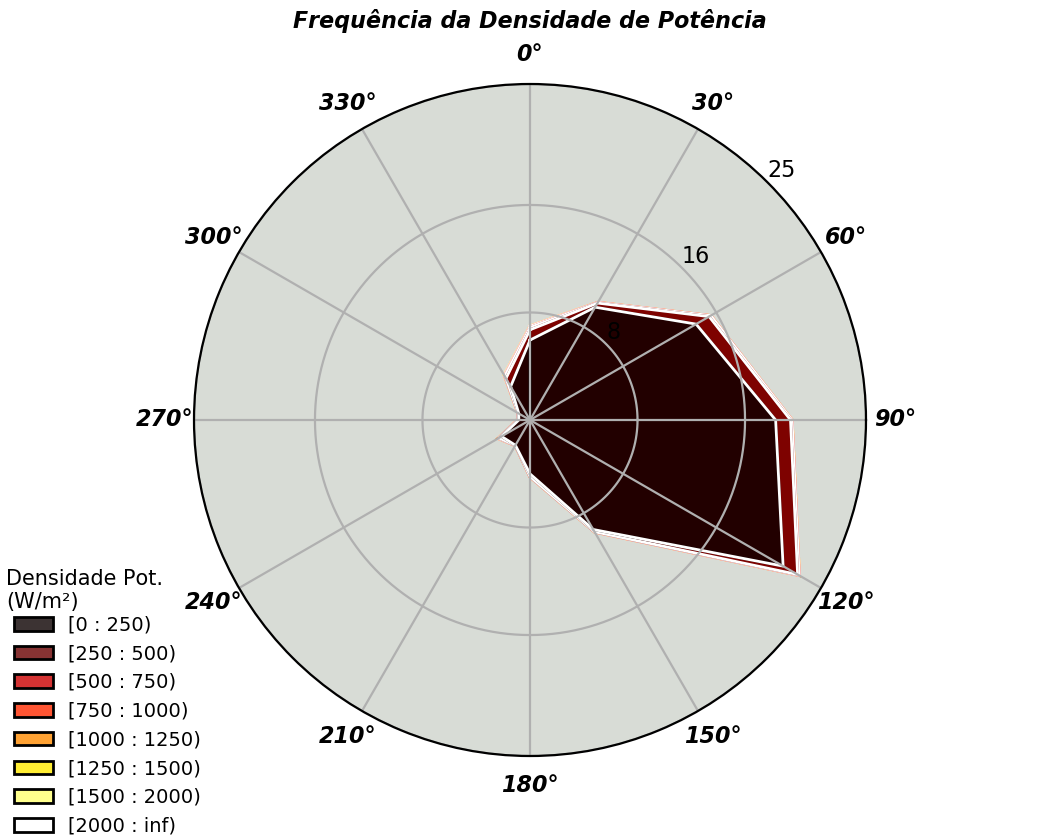 Frequência da Densidade de Potência
0°
30°
60°
90°
120°
150°
180°
210°
240°
270°
300°
330°
8
16
25
Densidade Pot.
(W/m²)
[0 : 250)
[250 : 500)
[500 : 750)
[750 : 1000)
[1000 : 1250)
[1250 : 1500)
[1500 : 2000)
[2000 : inf)